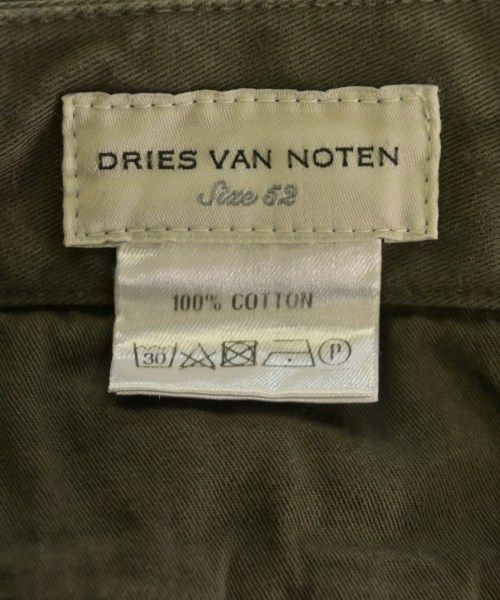 DRIES VAN NOTEN
Size 52
100% COTTON
30 P